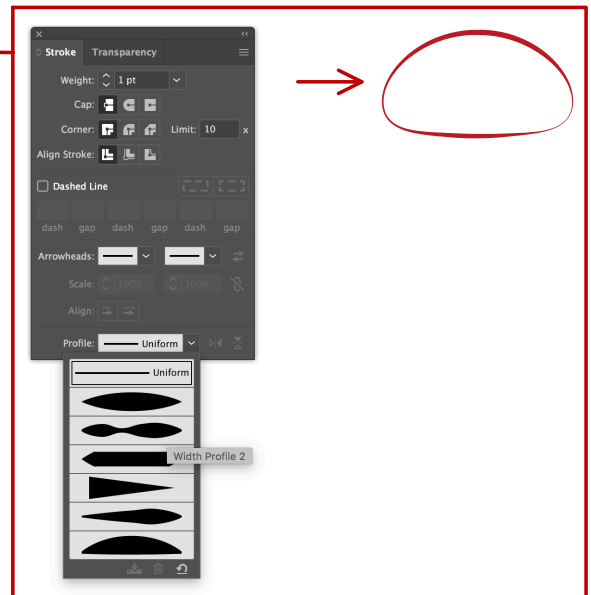 Stroke Transparency
Weight: 1 pt
Cap:
Corner: Limit: 10 x
Align Stroke:
Dashed Line
dash gap dash gap dash gap
Arrowheads:
Scale: 100% 100%
Align:
Profile: Uniform
Uniform
Width Profile 2